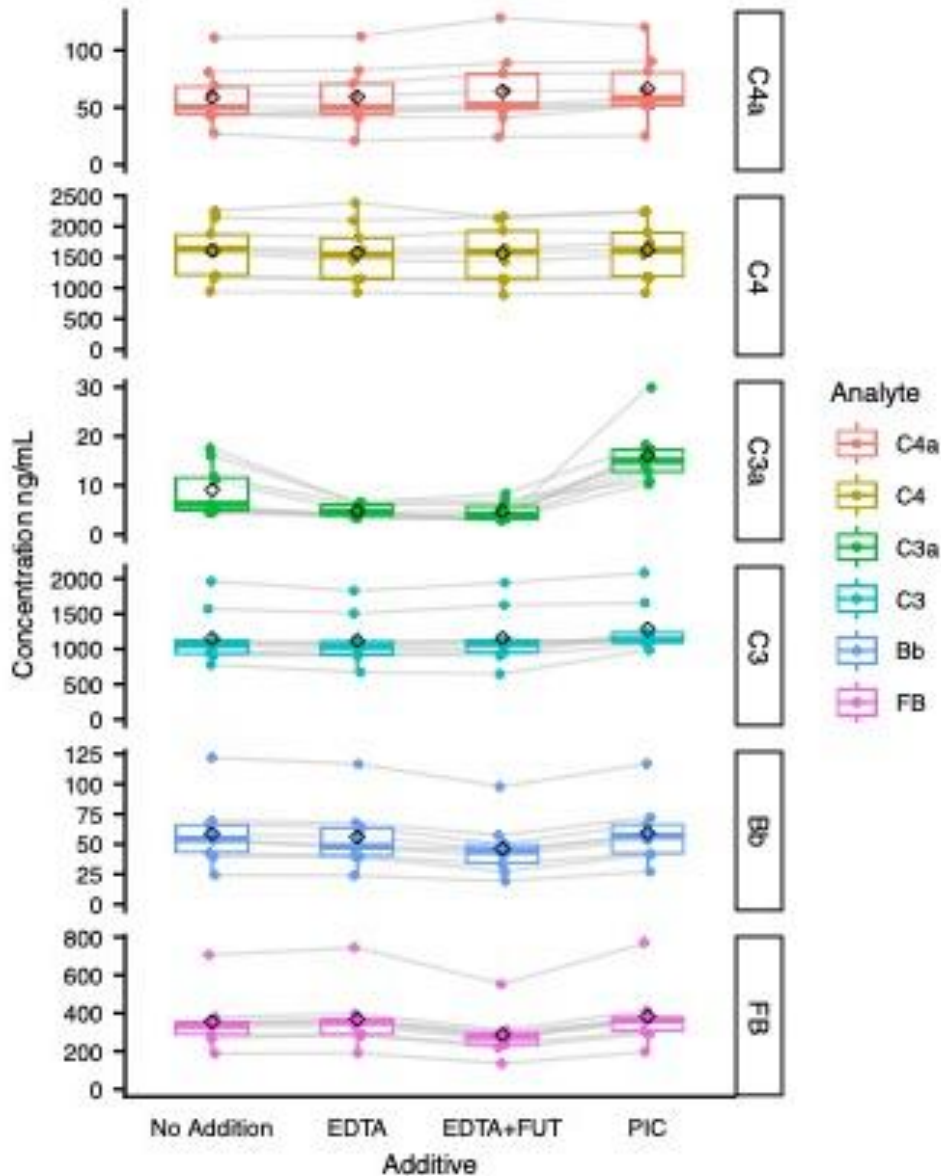 100
50
0
C4a
2500
2000
1500
1000
500
0
C4
30
20
10
0
C3a
2000
1500
1000
500
0
C3
125
100
75
50
25
0
Bb
800
600
400
200
0
FB
Concentration ng/mL
No Addition EDTA EDTA+FUT PIC
Additive
Analyte
C4a
C4
C3a
C3
Bb
FB